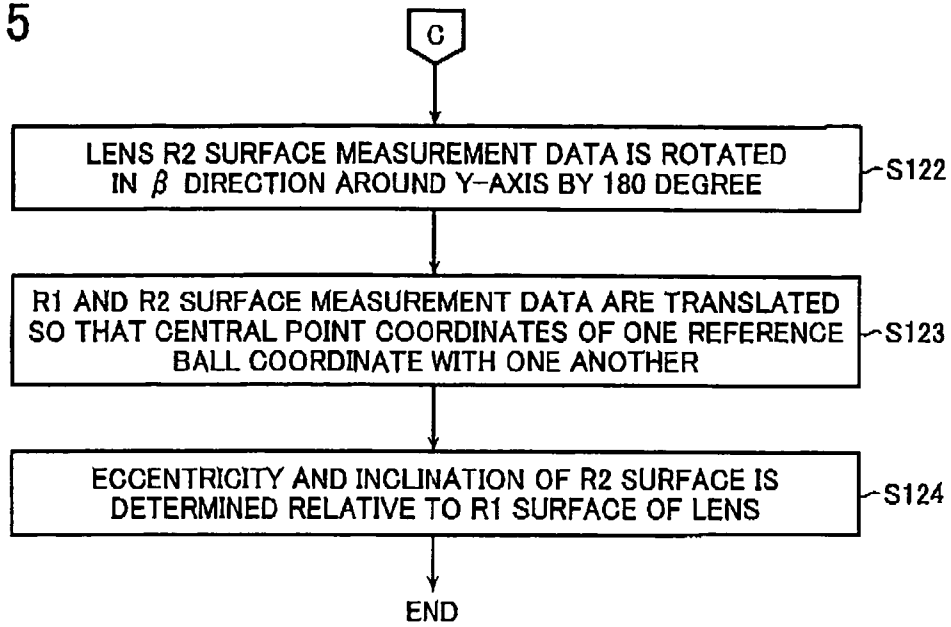 5
C
LENS R2 SURFACE MEASUREMENT DATA IS ROTATED
IN β DIRECTION AROUND Y-AXIS BY 180 DEGREE
S122
R1 AND R2 SURFACE MEASUREMENT DATA ARE TRANSLATED
SO THAT CENTRAL POINT COORDINATES OF ONE REFERENCE
BALL COORDINATE WITH ONE ANOTHER
S123
ECCENTRICITY AND INCLINATION OF R2 SURFACE IS
DETERMINED RELATIVE TO R1 SURFACE OF LENS
S124
END